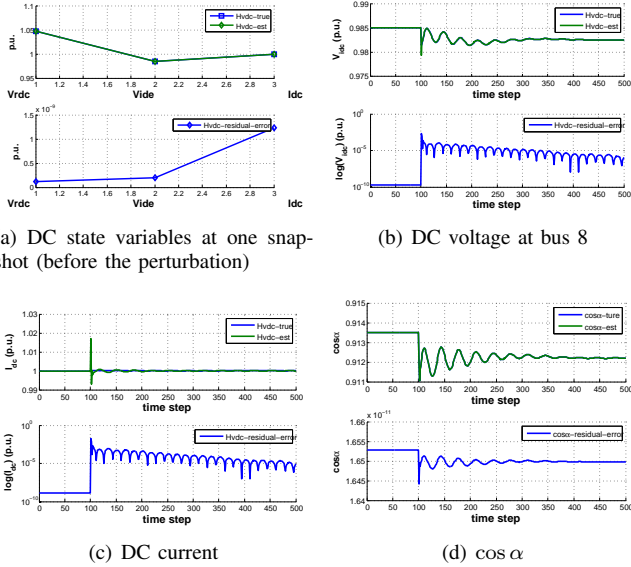 1.1
1.05
1
0.95
p.u.
Hvdc-true
Hvdc-est
1 1.2 1.4 1.6 1.8 2 2.2 2.4 2.6 2.8 3
Vrdc Vide Idc
x 10⁻⁹
1.5
1
0.5
0
p.u.
Hvdc-residual-error
1 1.2 1.4 1.6 1.8 2 2.2 2.4 2.6 2.8 3
Vrdc Vide Idc
a) DC state variables at one snap-
shot (before the perturbation)
0.99
0.985
0.98
0.975
V_idc (p.u.)
Hvdc-true
Hvdc-est
0 50 100 150 200 250 300 350 400 450 500
time step
10⁰
10⁻⁵
10⁻¹⁰
log(V_idc) (p.u.)
Hvdc-residual-error
0 50 100 150 200 250 300 350 400 450 500
time step
(b) DC voltage at bus 8
1.03
1.02
1.01
1
0.99
I_dc (p.u.)
Hvdc-true
Hvdc-est
0 50 100 150 200 250 300 350 400 450 500
time step
10⁰
10⁻⁵
10⁻¹⁰
log(I_dc) (p.u.)
Hvdc-residual-error
0 50 100 150 200 250 300 350 400 450 500
time step
(c) DC current
0.915
0.914
0.913
0.912
0.911
cosα
cosα-ture
cosα-est
0 50 100 150 200 250 300 350 400 450 500
time step
x 10⁻¹¹
1.66
1.655
1.65
1.645
1.64
cosα
cosα-residual-error
0 50 100 150 200 250 300 350 400 450 500
time step
(d) cos α